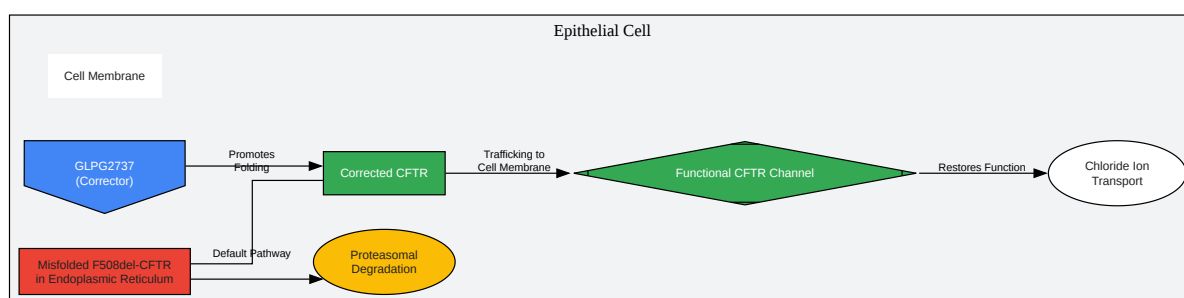 Epithelial Cell
Cell Membrane
GLPG2737
(Corrector)
Promotes
Folding
Corrected CFTR
Trafficking to
Cell Membrane
Functional CFTR Channel
Restores Function
Chloride Ion
Transport
Misfolded F508del-CFTR
in Endoplasmic Reticulum
Default Pathway
Proteasomal
Degradation